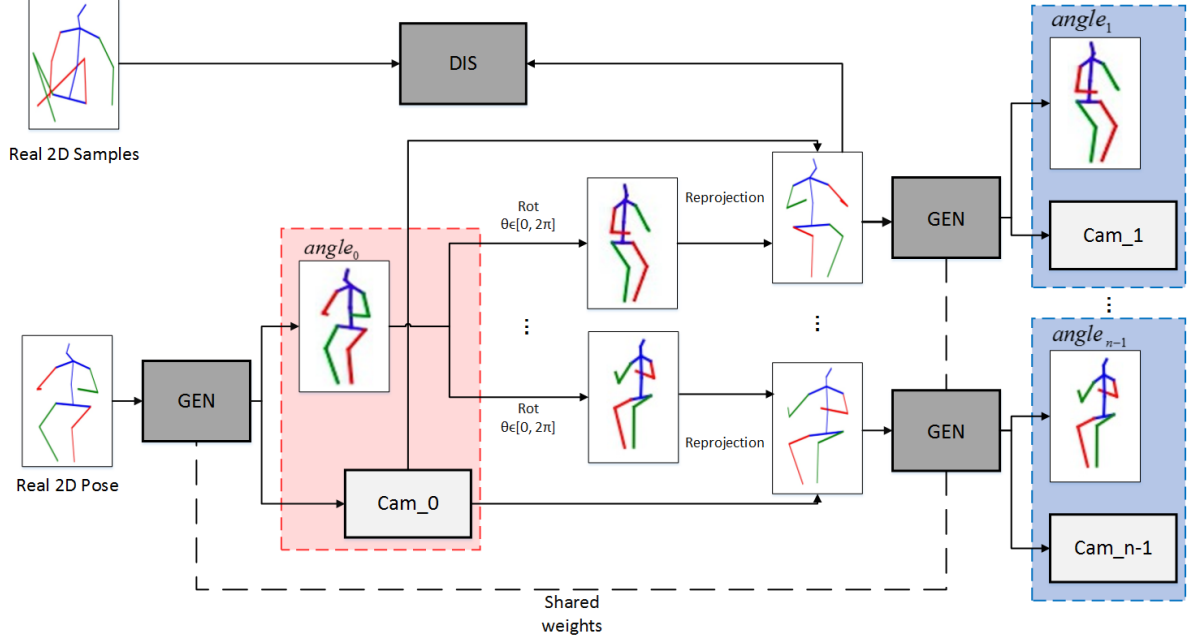 angle₁
DIS
Real 2D Samples
Rot
θϵ[0, 2π]
Reprojection
GEN
Cam_1
angle₀
⋮
⋮
⋮
angleₙ₋₁
GEN
Rot
θϵ[0, 2π]
Reprojection
GEN
Real 2D Pose
Cam_0
Cam_n-1
Shared
weights